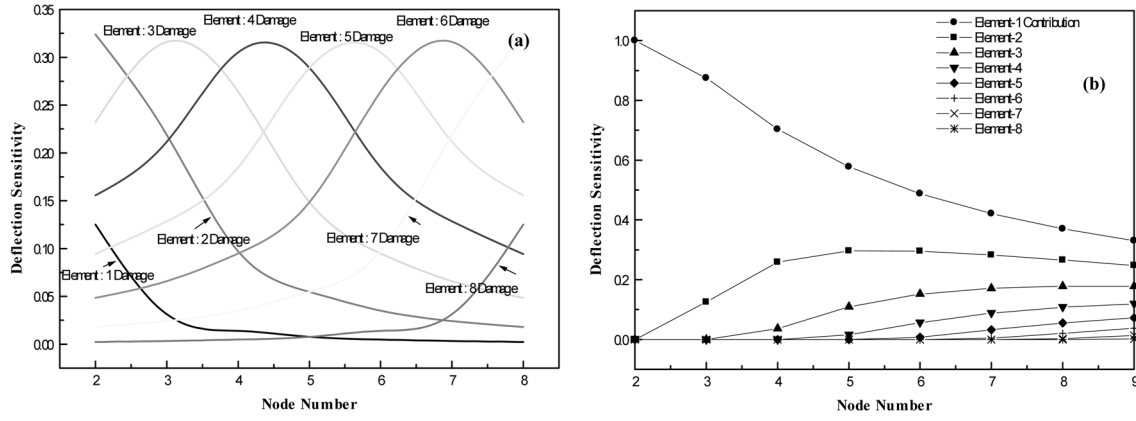 (a)
Element : 3 Damage
Element : 4 Damage
Element : 5 Damage
Element : 6 Damage
Element : 2 Damage
Element : 7 Damage
Element : 1 Damage
Element : 8 Damage
0.35
0.30
0.25
0.20
0.15
0.10
0.05
0.00
Deflection Sensitivity
2 3 4 5 6 7 8
Node Number
(b)
Element-1 Contribution
Element-2
Element-3
Element-4
Element-5
Element-6
Element-7
Element-8
1.0
0.8
0.6
0.4
0.2
0.0
Deflection Sensitivity
2 3 4 5 6 7 8 9
Node Number